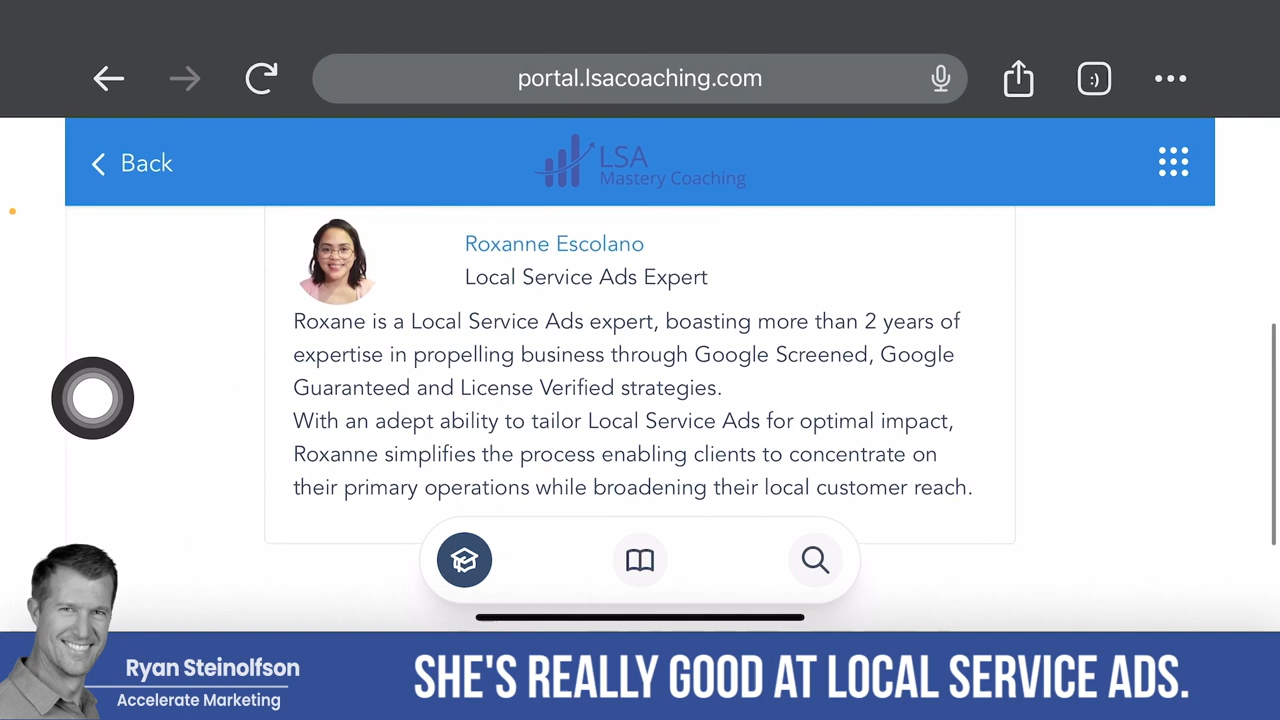 portal.lsacoaching.com
:)
Back
LSA
Mastery Coaching
Roxanne Escolano
Local Service Ads Expert
Roxane is a Local Service Ads expert, boasting more than 2 years of
expertise in propelling business through Google Screened, Google
Guaranteed and License Verified strategies.
With an adept ability to tailor Local Service Ads for optimal impact,
Roxanne simplifies the process enabling clients to concentrate on
their primary operations while broadening their local customer reach.
Ryan Steinolfson
Accelerate Marketing
SHE'S REALLY GOOD AT LOCAL SERVICE ADS.